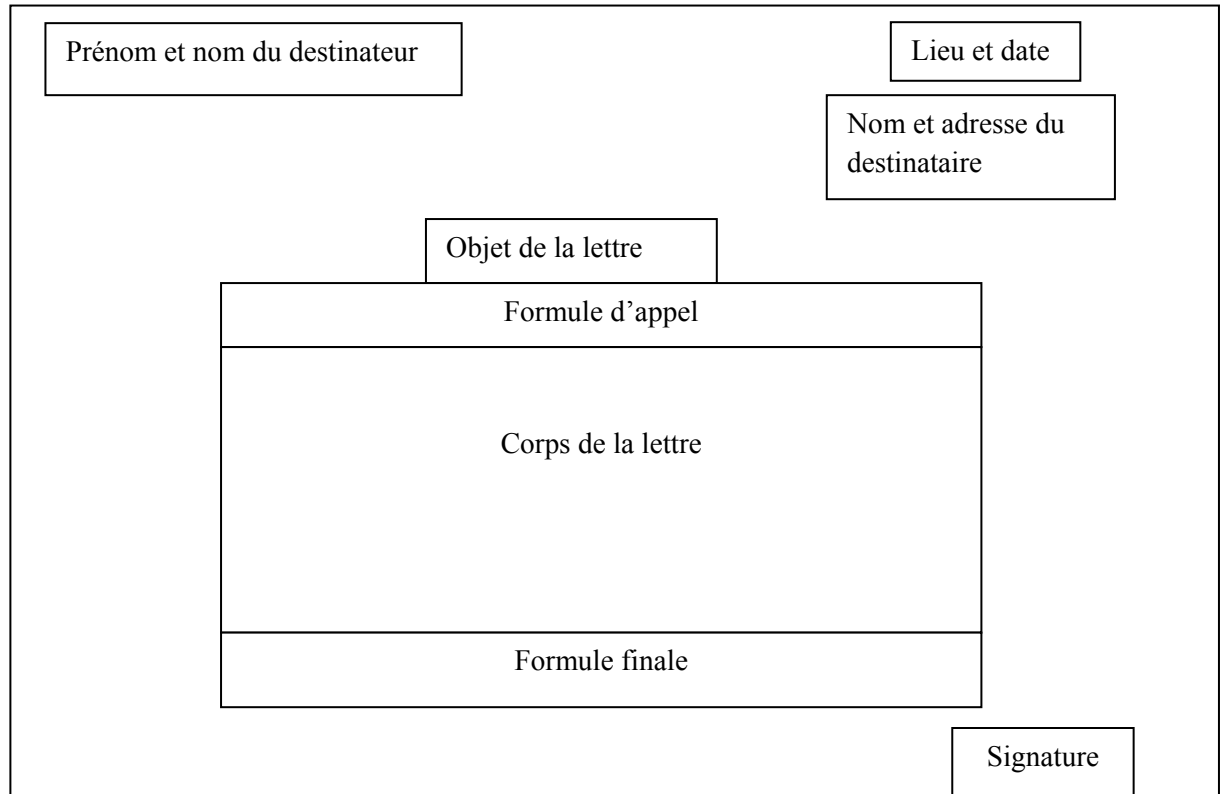 Prénom et nom du destinateur
Lieu et date
Nom et adresse du
destinataire
Objet de la lettre
Formule d’appel
Corps de la lettre
Formule finale
Signature